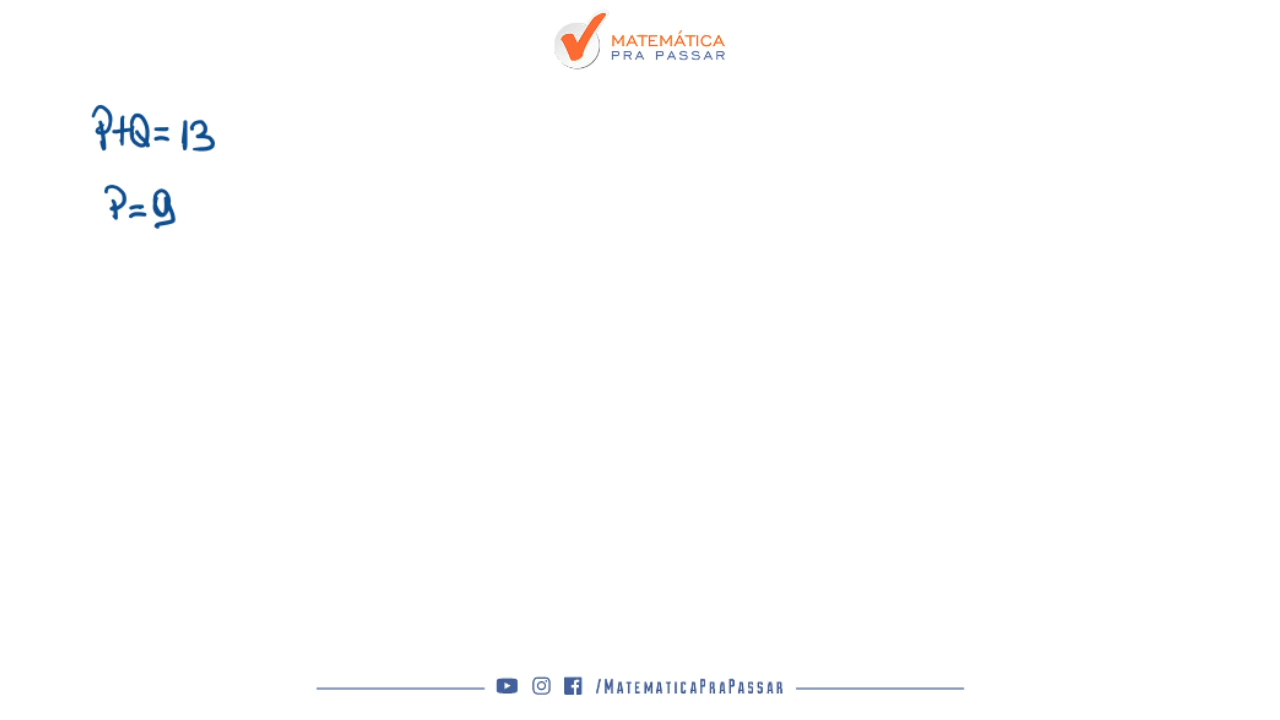 MATEMÁTICA
PRA PASSAR
P+Q=13
P=9
/MATEMATICAPRAPASSAR